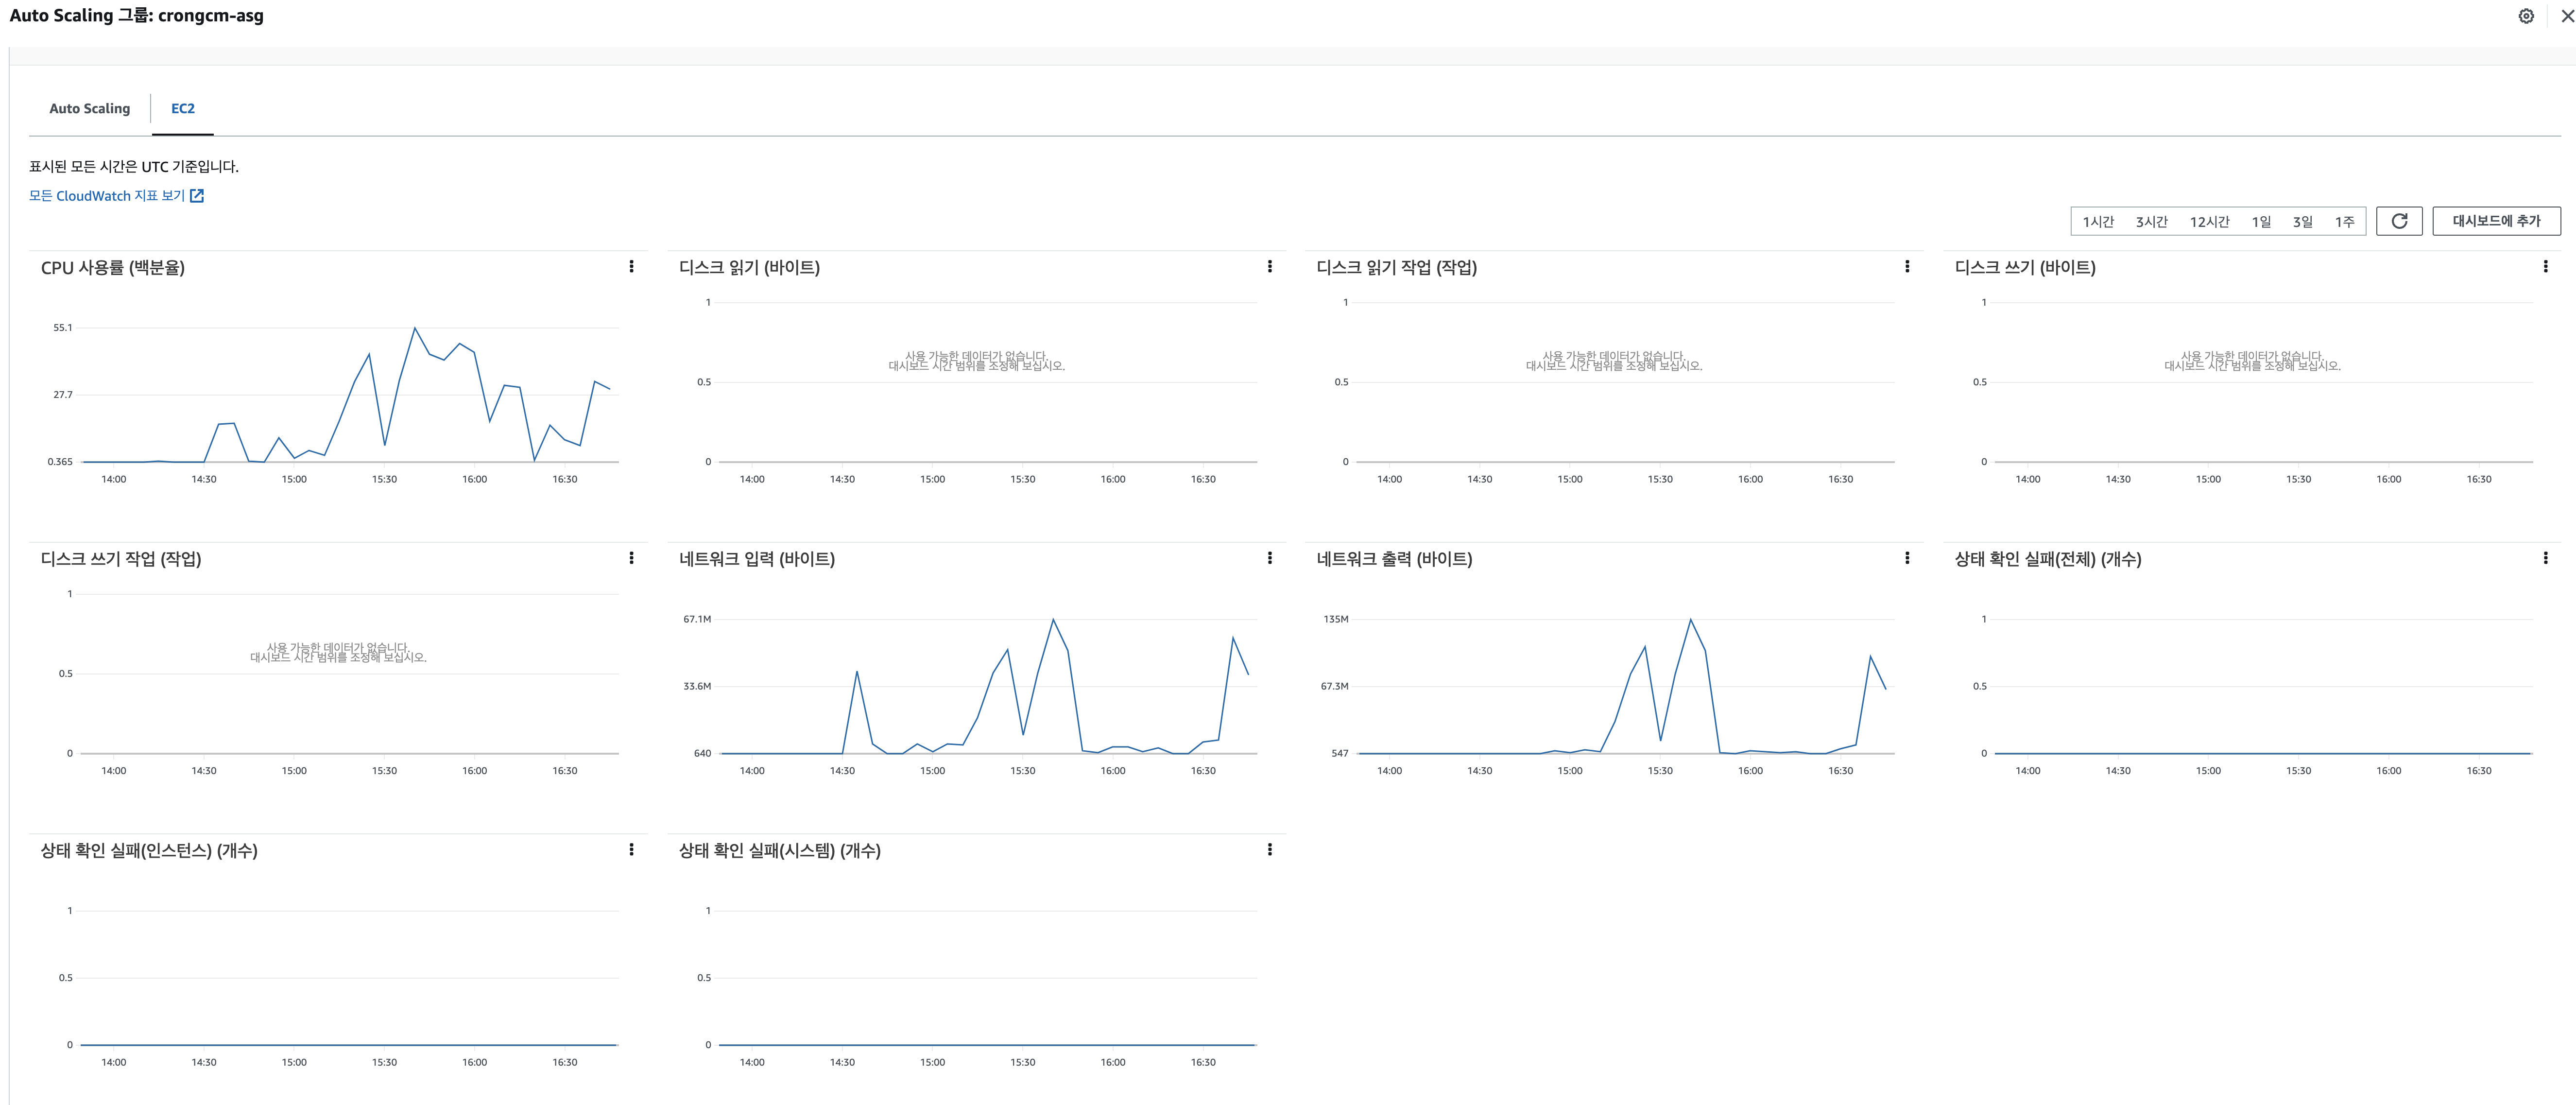 Auto Scaling 그룹: crongcm-asg
Auto Scaling
EC2
표시된 모든 시간은 UTC 기준입니다.
모든 CloudWatch 지표 보기
1시간 3시간 12시간 1일 3일 1주
대시보드에 추가
CPU 사용률 (백분율)
55.1
27.7
0.365
14:00 14:30 15:00 15:30 16:00 16:30
디스크 읽기 (바이트)
1
사용 가능한 데이터가 없습니다.
대시보드 시간 범위를 조정해 보십시오.
0.5
0
14:00 14:30 15:00 15:30 16:00 16:30
디스크 읽기 작업 (작업)
1
사용 가능한 데이터가 없습니다.
대시보드 시간 범위를 조정해 보십시오.
0.5
0
14:00 14:30 15:00 15:30 16:00 16:30
디스크 쓰기 (바이트)
1
사용 가능한 데이터가 없습니다.
대시보드 시간 범위를 조정해 보십시오.
0.5
0
14:00 14:30 15:00 15:30 16:00 16:30
디스크 쓰기 작업 (작업)
1
사용 가능한 데이터가 없습니다.
대시보드 시간 범위를 조정해 보십시오.
0.5
0
14:00 14:30 15:00 15:30 16:00 16:30
네트워크 입력 (바이트)
67.1M
33.6M
640
14:00 14:30 15:00 15:30 16:00 16:30
네트워크 출력 (바이트)
135M
67.3M
547
14:00 14:30 15:00 15:30 16:00 16:30
상태 확인 실패(전체) (개수)
1
0.5
0
14:00 14:30 15:00 15:30 16:00 16:30
상태 확인 실패(인스턴스) (개수)
1
0.5
0
14:00 14:30 15:00 15:30 16:00 16:30
상태 확인 실패(시스템) (개수)
1
0.5
0
14:00 14:30 15:00 15:30 16:00 16:30